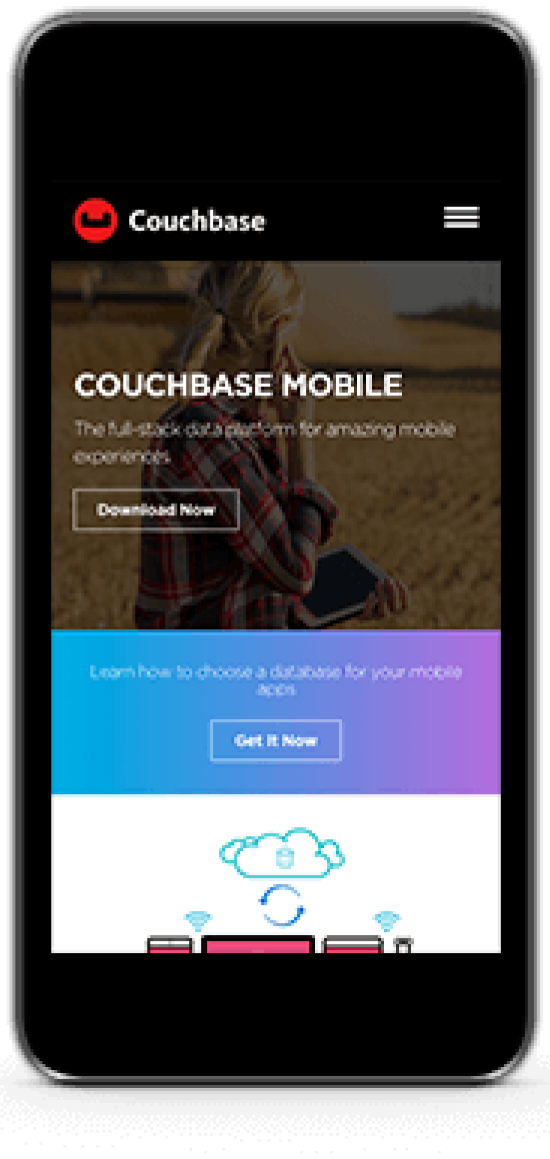 Couchbase
COUCHBASE MOBILE
The full-stack data platform for amazing mobile
experiences
Download Now
Learn how to choose a database for your mobile
apps
Get It Now